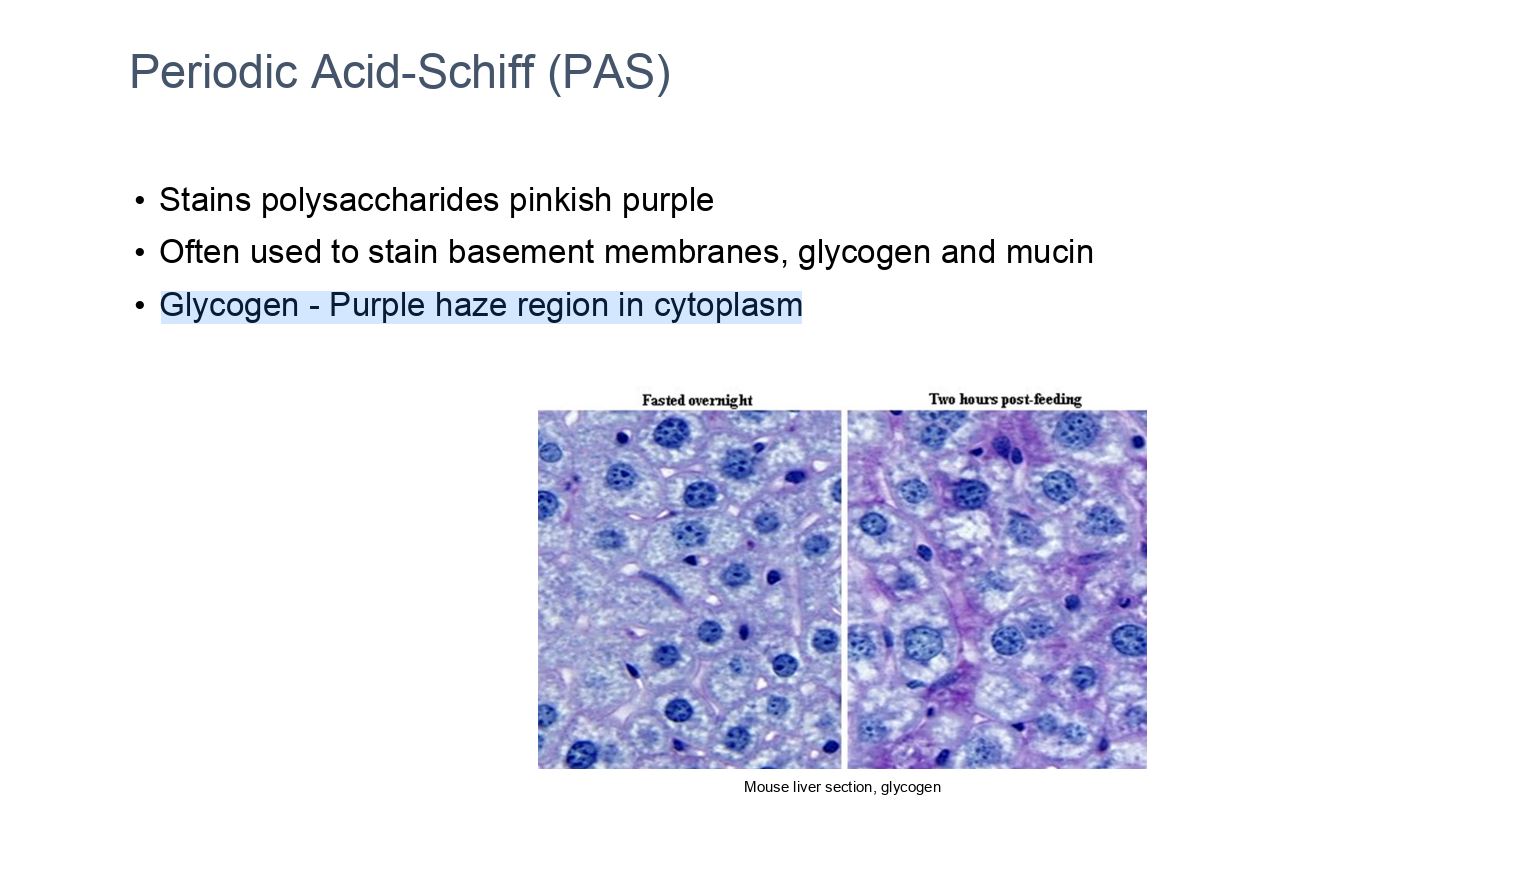 Periodic Acid-Schiff (PAS)
• Stains polysaccharides pinkish purple
• Often used to stain basement membranes, glycogen and mucin
• Glycogen - Purple haze region in cytoplasm
Fasted overnight
Two hours post-feeding
Mouse liver section, glycogen